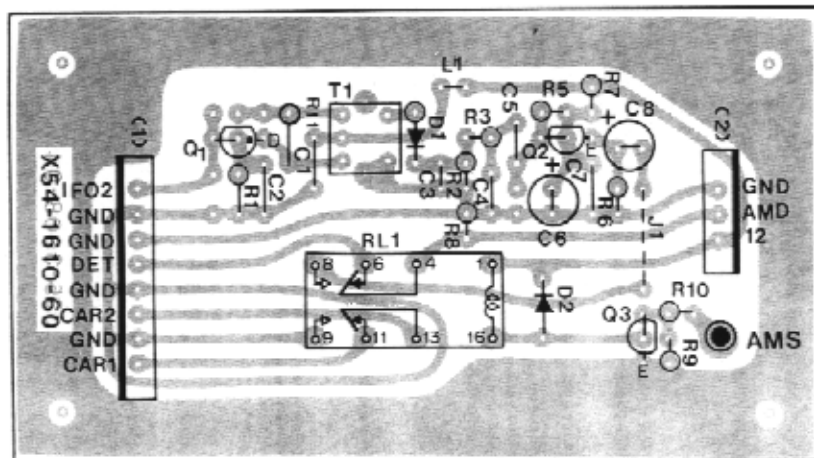 X54-1610-60
(1)
IFO2
GND
GND
DET
GND
CAR2
GND
CAR1
Q1
D
R1
C2
R11
C1
T1
D1
L1
R3
C3
R2
C4
C5
R5
R7
C8
Q2
E
C7
C6
R6
R8
J1
(2)
GND
AMD
12
RL1
8
6
4
1
9
11
13
16
D2
Q3
E
R10
R9
AMS